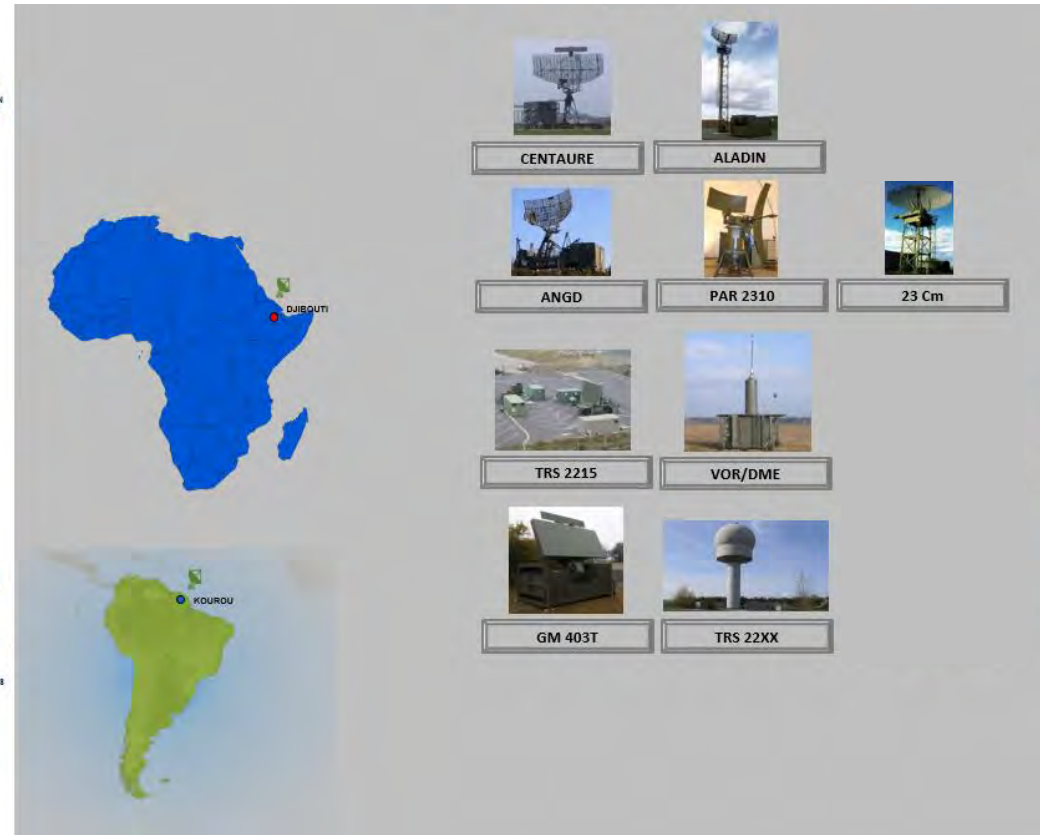 CENTAURE
ALADIN
ANGD
PAR 2310
23 Cm
DJIBOUTI
TRS 2215
VOR/DME
KOUROU
GM 403T
TRS 22XX